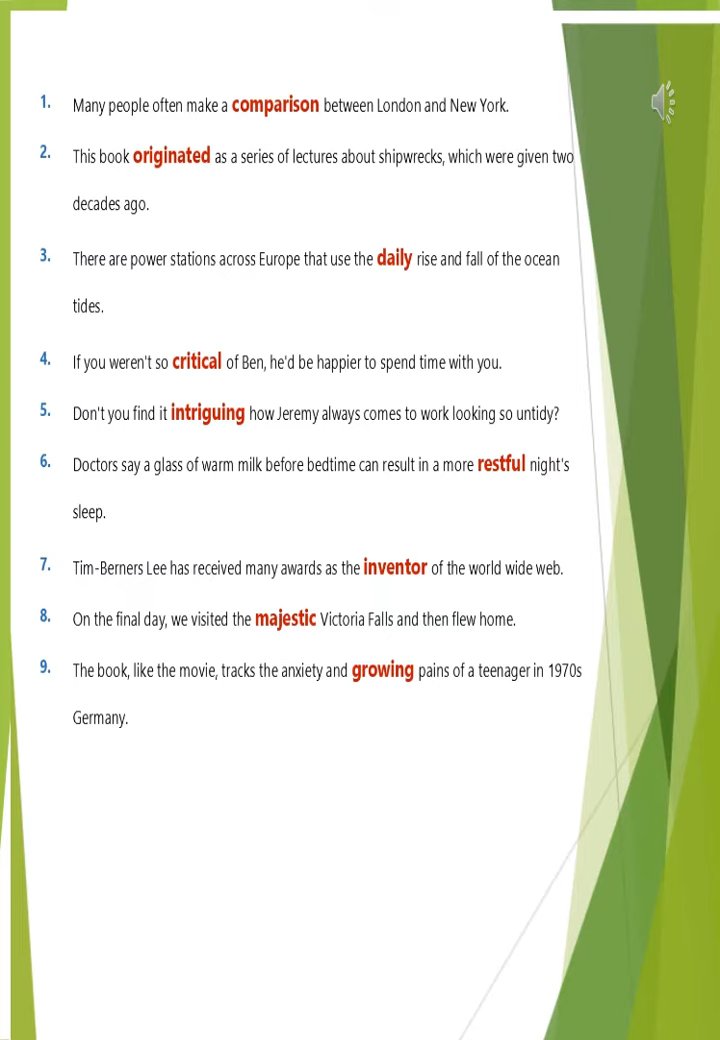 1. Many people often make a comparison between London and New York.
2. This book originated as a series of lectures about shipwrecks, which were given two
decades ago.
3. There are power stations across Europe that use the daily rise and fall of the ocean
tides.
4. If you weren't so critical of Ben, he'd be happier to spend time with you.
5. Don't you find it intriguing how Jeremy always comes to work looking so untidy?
6. Doctors say a glass of warm milk before bedtime can result in a more restful night's
sleep.
7. Tim-Berners Lee has received many awards as the inventor of the world wide web.
8. On the final day, we visited the majestic Victoria Falls and then flew home.
9. The book, like the movie, tracks the anxiety and growing pains of a teenager in 1970s
Germany.